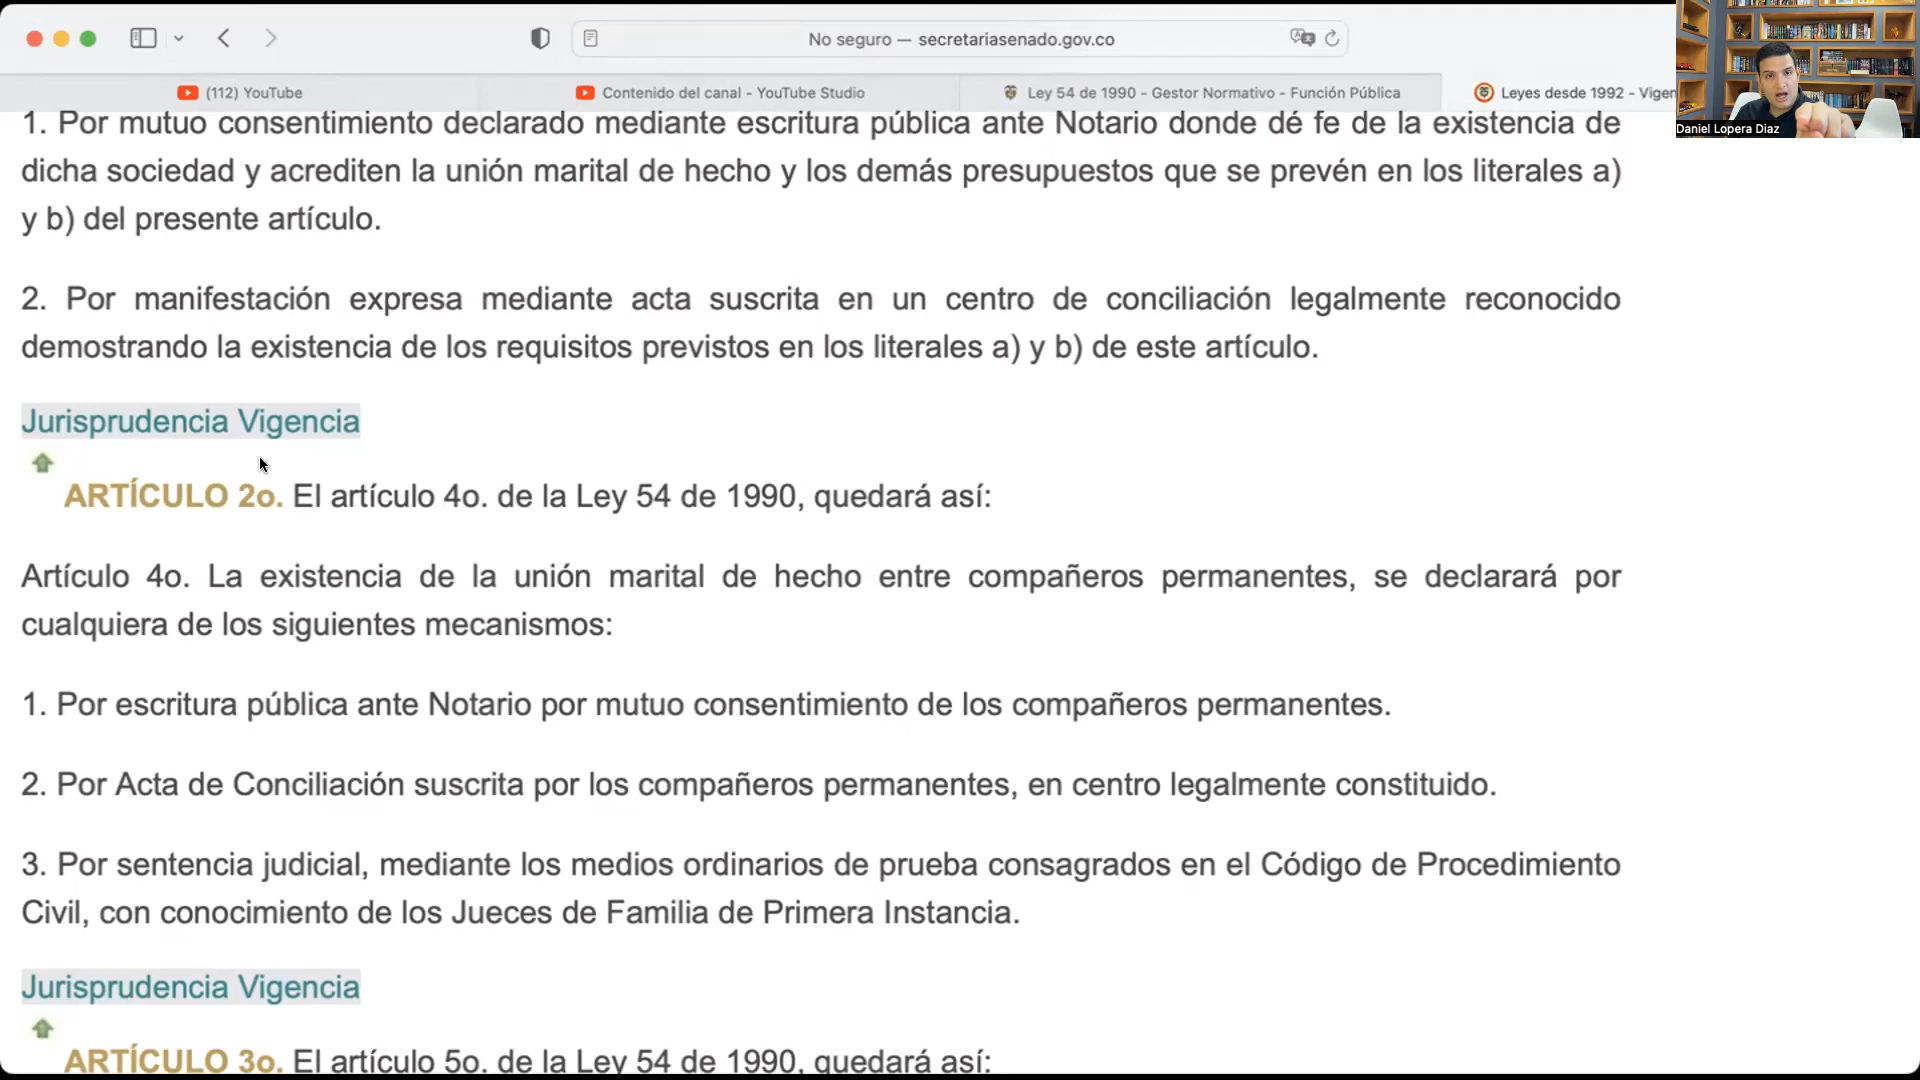 No seguro — secretariasenado.gov.co
(112) YouTube
Contenido del canal - YouTube Studio
Ley 54 de 1990 - Gestor Normativo - Función Pública
Leyes desde 1992 - Vigen
Daniel Lopera Diaz
1. Por mutuo consentimiento declarado mediante escritura pública ante Notario donde dé fe de la existencia de
dicha sociedad y acrediten la unión marital de hecho y los demás presupuestos que se prevén en los literales a)
y b) del presente artículo.
2. Por manifestación expresa mediante acta suscrita en un centro de conciliación legalmente reconocido
demostrando la existencia de los requisitos previstos en los literales a) y b) de este artículo.
Jurisprudencia Vigencia
ARTÍCULO 2o. El artículo 4o. de la Ley 54 de 1990, quedará así:
Artículo 4o. La existencia de la unión marital de hecho entre compañeros permanentes, se declarará por
cualquiera de los siguientes mecanismos:
1. Por escritura pública ante Notario por mutuo consentimiento de los compañeros permanentes.
2. Por Acta de Conciliación suscrita por los compañeros permanentes, en centro legalmente constituido.
3. Por sentencia judicial, mediante los medios ordinarios de prueba consagrados en el Código de Procedimiento
Civil, con conocimiento de los Jueces de Familia de Primera Instancia.
Jurisprudencia Vigencia
ARTÍCULO 3o. El artículo 5o. de la Ley 54 de 1990, quedará así: